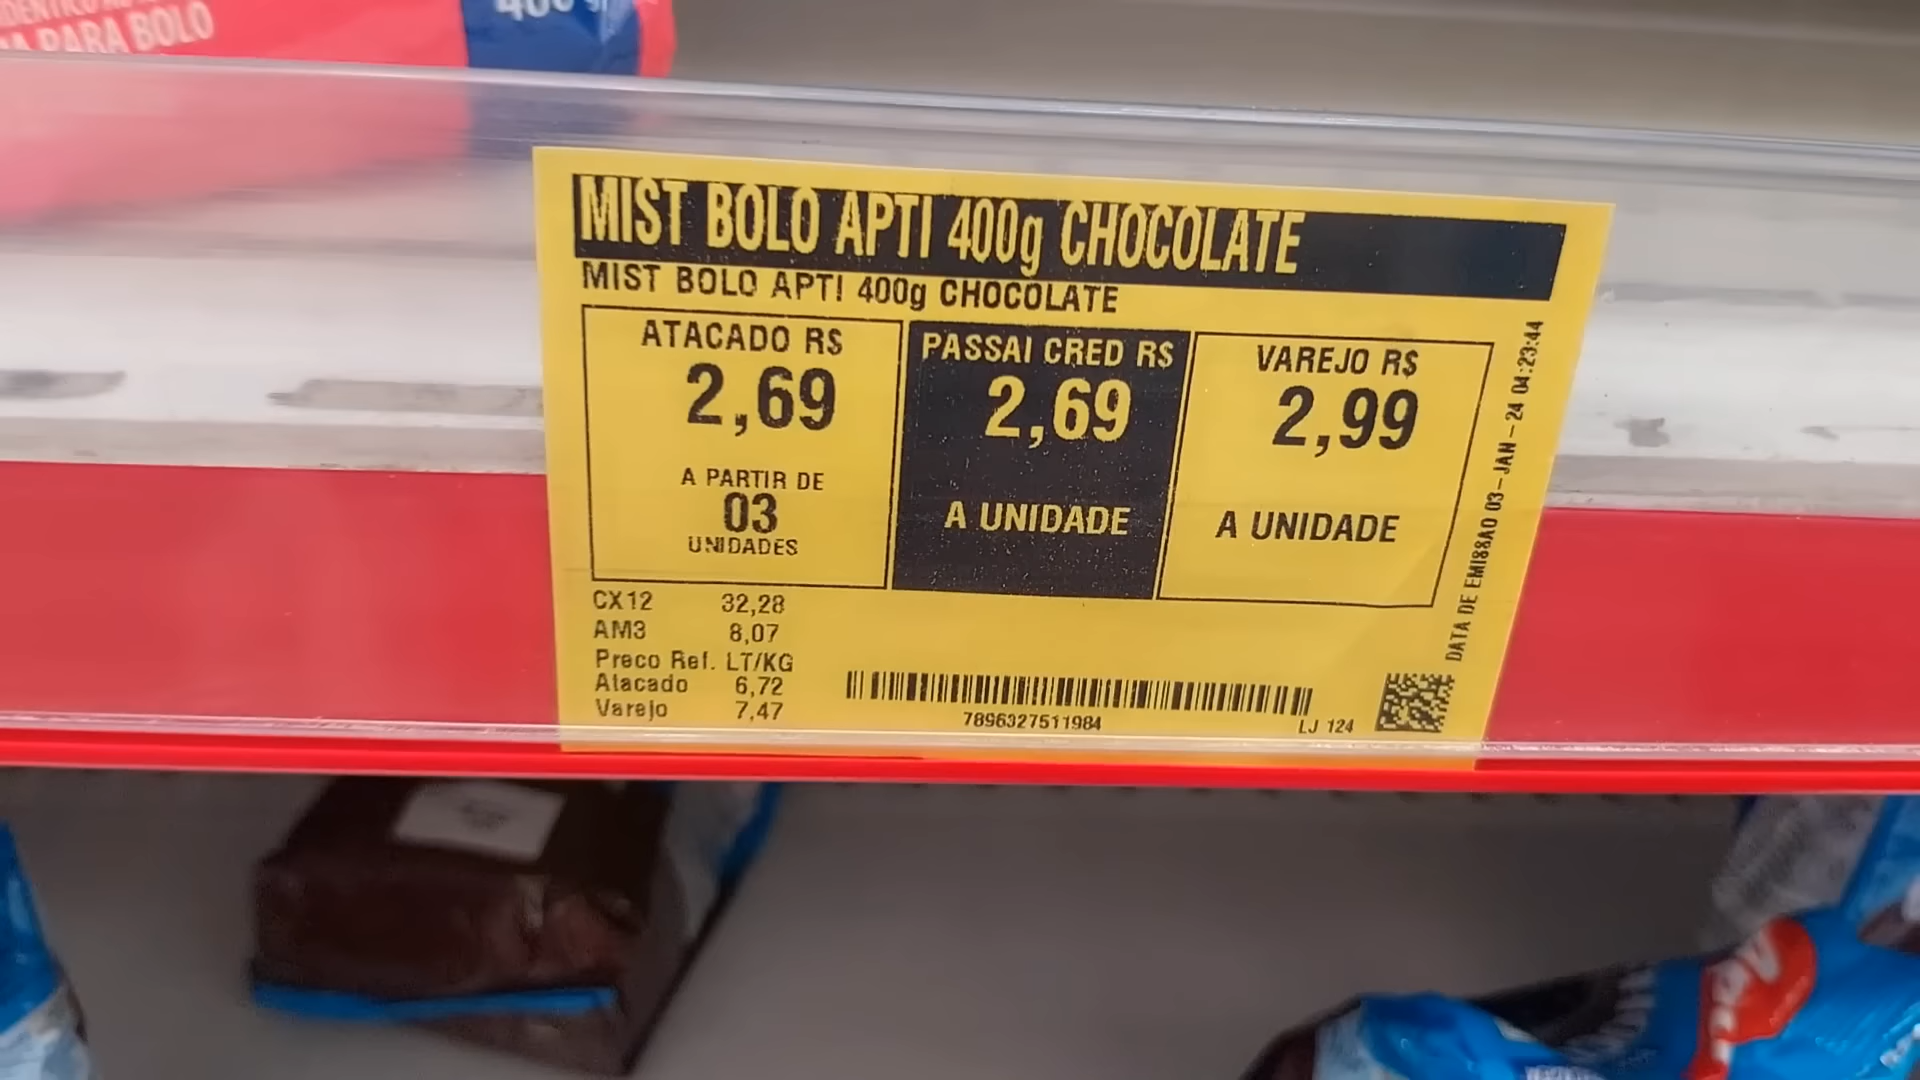 PARA BOLO
MIST BOLO APTI 400g CHOCOLATE
MIST BOLO APTI 400g CHOCOLATE
ATACADO R$
2,69
A PARTIR DE
03
UNIDADES
PASSAI CRED R$
2,69
A UNIDADE
VAREJO R$
2,99
A UNIDADE
CX12 32,28
AM3 8,07
Preco Ref. LT/KG
Atacado 6,72
Varejo 7,47
7896327511984
LJ 124
DATA DE EMISSAO 03-JAN-24 04:23:44